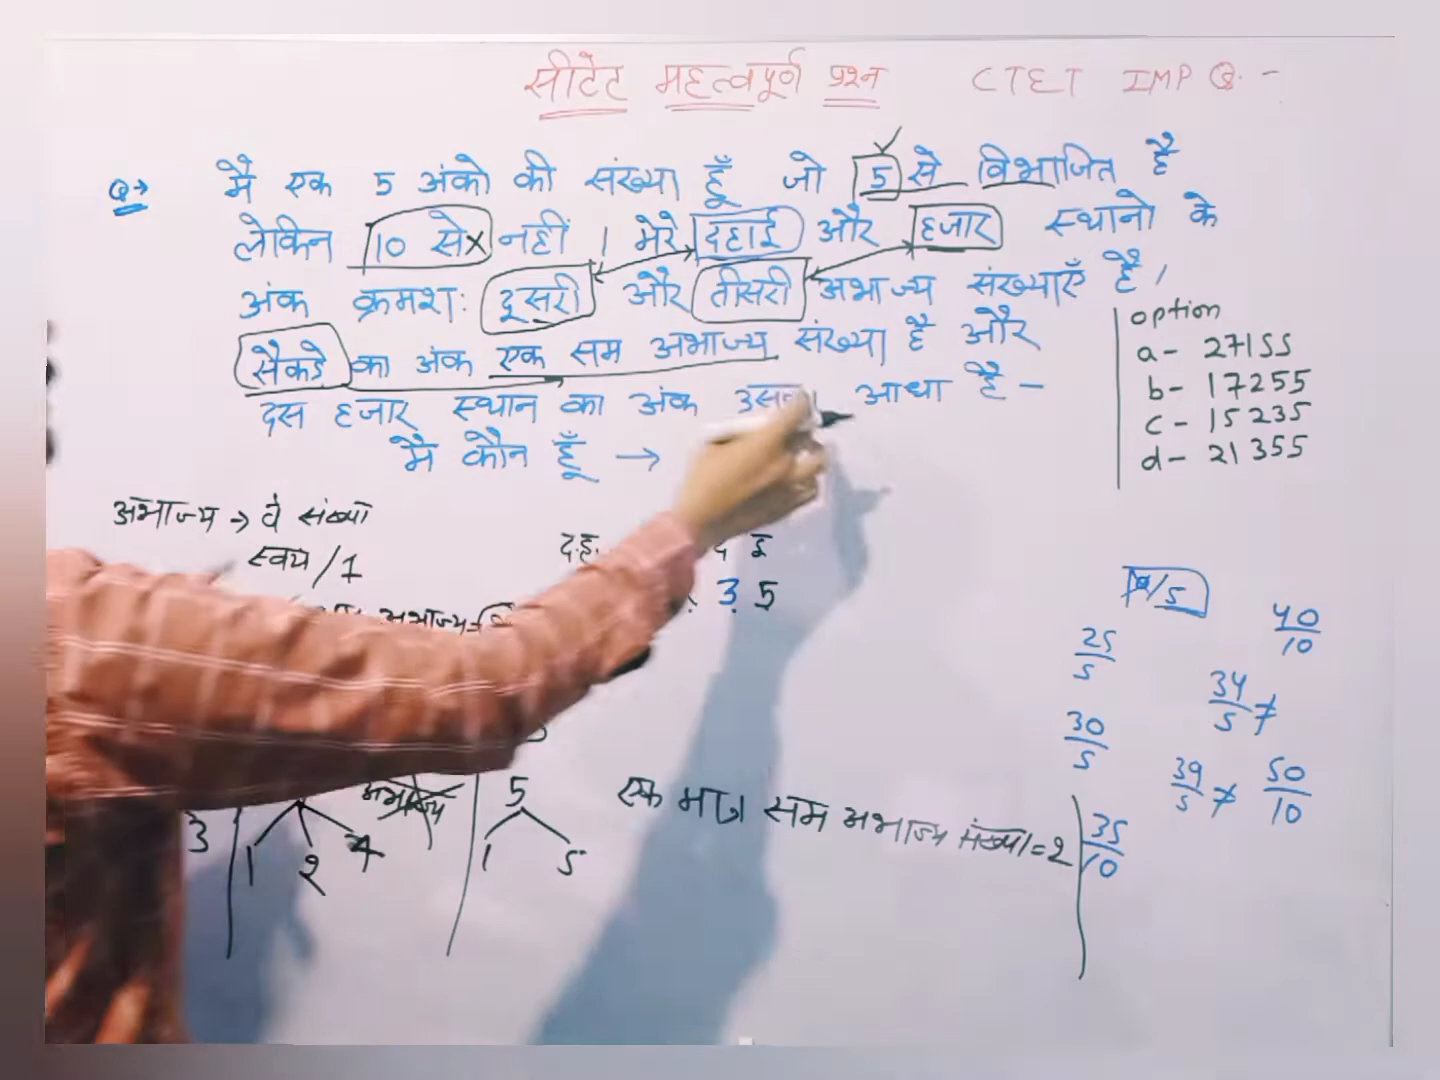 सीटेट महत्वपूर्ण प्रश्न CTET IMP Q. -
Q→ मै एक 5 अंको की संख्या हूँ जो 5 से विभाजित है
लेकिन 10 से x नहीं । मेरे दहाई और हजार स्थानो के
अंक क्रमश: दूसरी और तीसरी अभाज्य संख्याएँ है /
सैकडे का अंक एक सम अभाज्य संख्या है और
दस हजार स्थान का अंक आधा है -
मै कौन हूँ →
option
a - 27155
b - 17255
c - 15235
d - 21355
अभाज्य → वे संख्या
स्वयं / 1
अभाज्य =
द.ह. द इ
3 5
25/5
30/5
40/10
34/5 ≠
39/5 ≠
50/10
35/10
3
1 2 4
अभाज्य
5
1 5
एक मात्र सम अभाज्य संख्या = 2